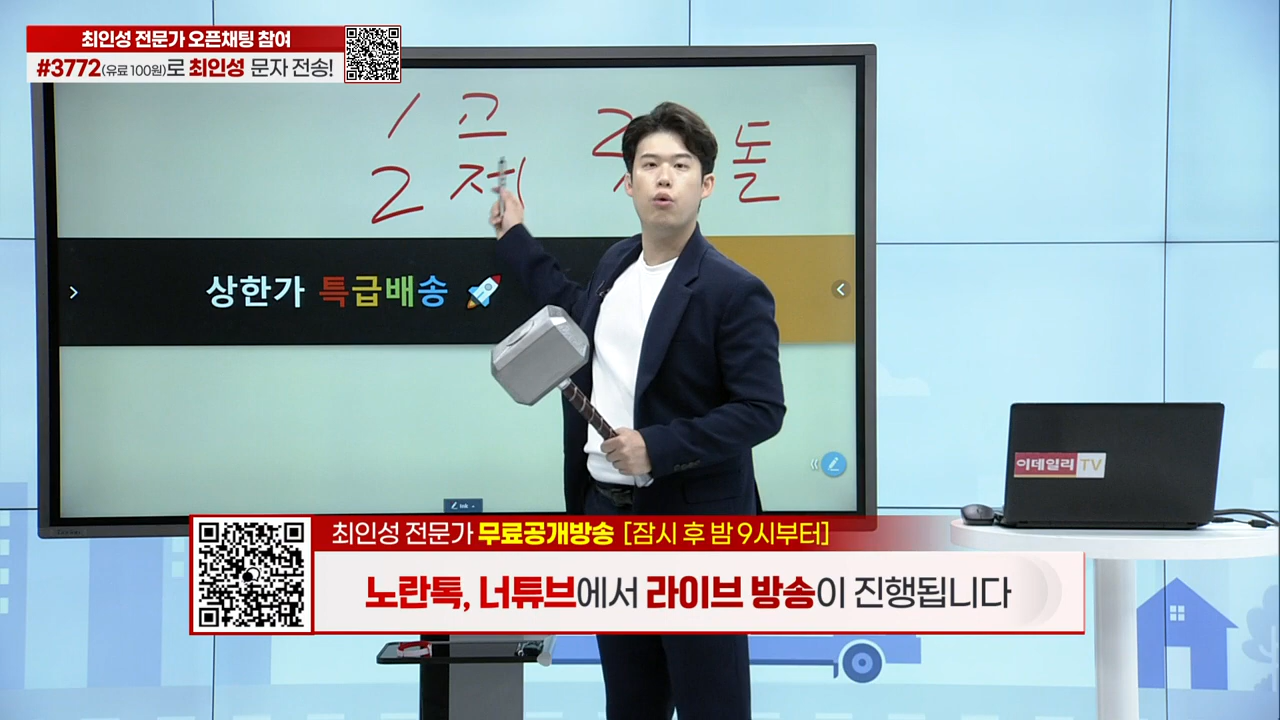 최인성 전문가 오픈채팅 참여
#3772(유료 100원)로 최인성 문자 전송!
1 고
2 저
2
돌
상한가 특급배송
Ink
이데일리TV
최인성 전문가 무료공개방송 [잠시 후 밤 9시부터]
노란톡, 너튜브에서 라이브 방송이 진행됩니다